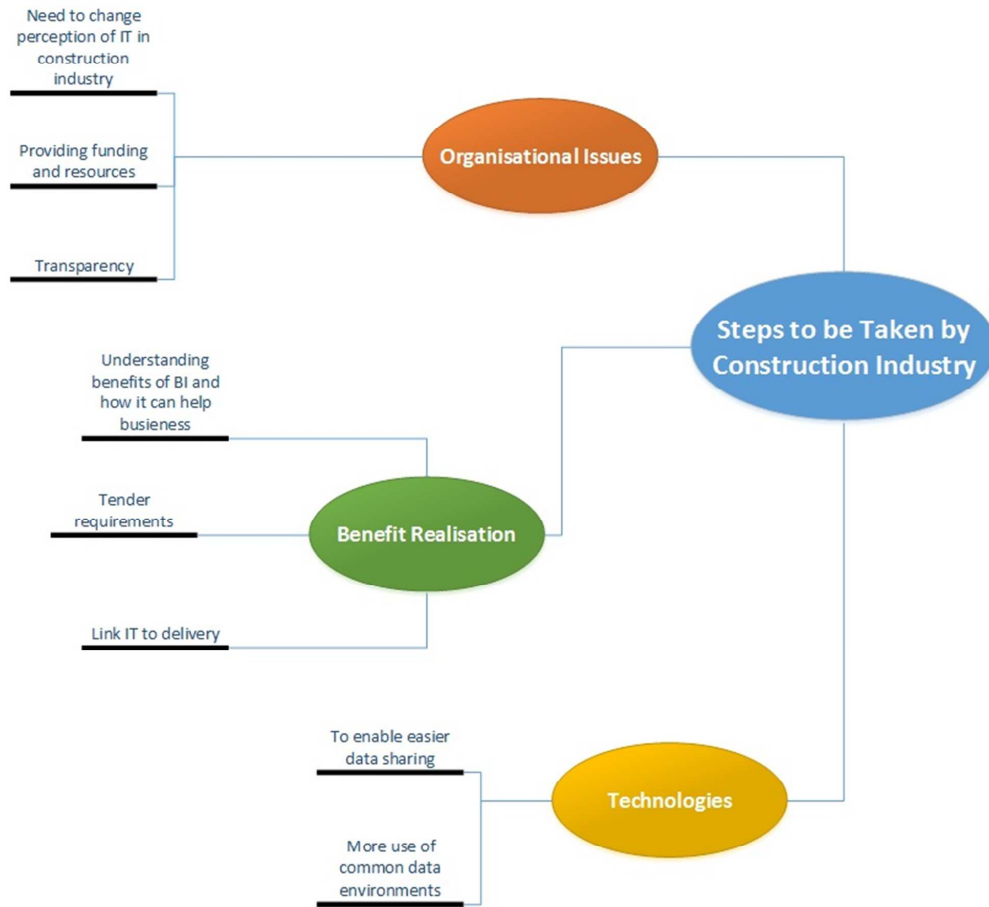 Need to change
perception of IT in
construction
industry
Providing funding
and resources
Transparency
Organisational Issues
Steps to be Taken by
Construction Industry
Understanding
benefits of BI and
how it can help
busieness
Tender
requirements
Link IT to delivery
Benefit Realisation
To enable easier
data sharing
More use of
common data
environments
Technologies